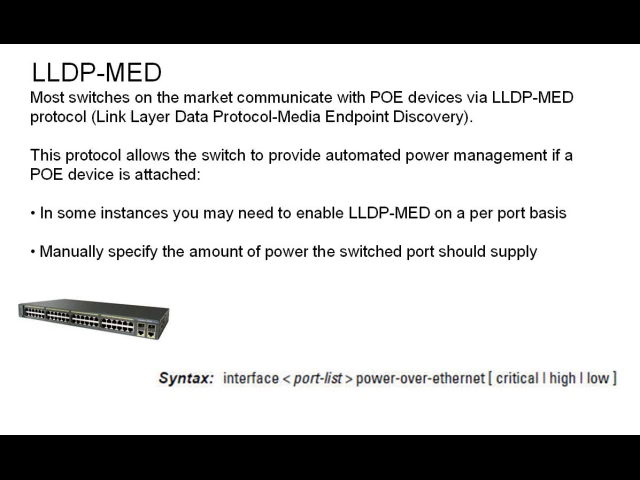 LLDP-MED
Most switches on the market communicate with POE devices via LLDP-MED
protocol (Link Layer Data Protocol-Media Endpoint Discovery).
This protocol allows the switch to provide automated power management if a
POE device is attached:
• In some instances you may need to enable LLDP-MED on a per port basis
• Manually specify the amount of power the switched port should supply
Syntax: interface < port-list > power-over-ethernet [ critical | high | low ]